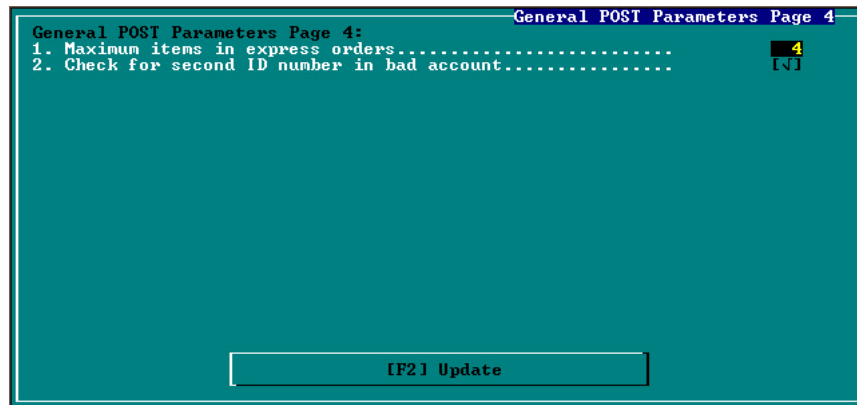 General POST Parameters Page 4
General POST Parameters Page 4:
1. Maximum items in express orders.......................... 4
2. Check for second ID number in bad account................ [√]
[F2] Update